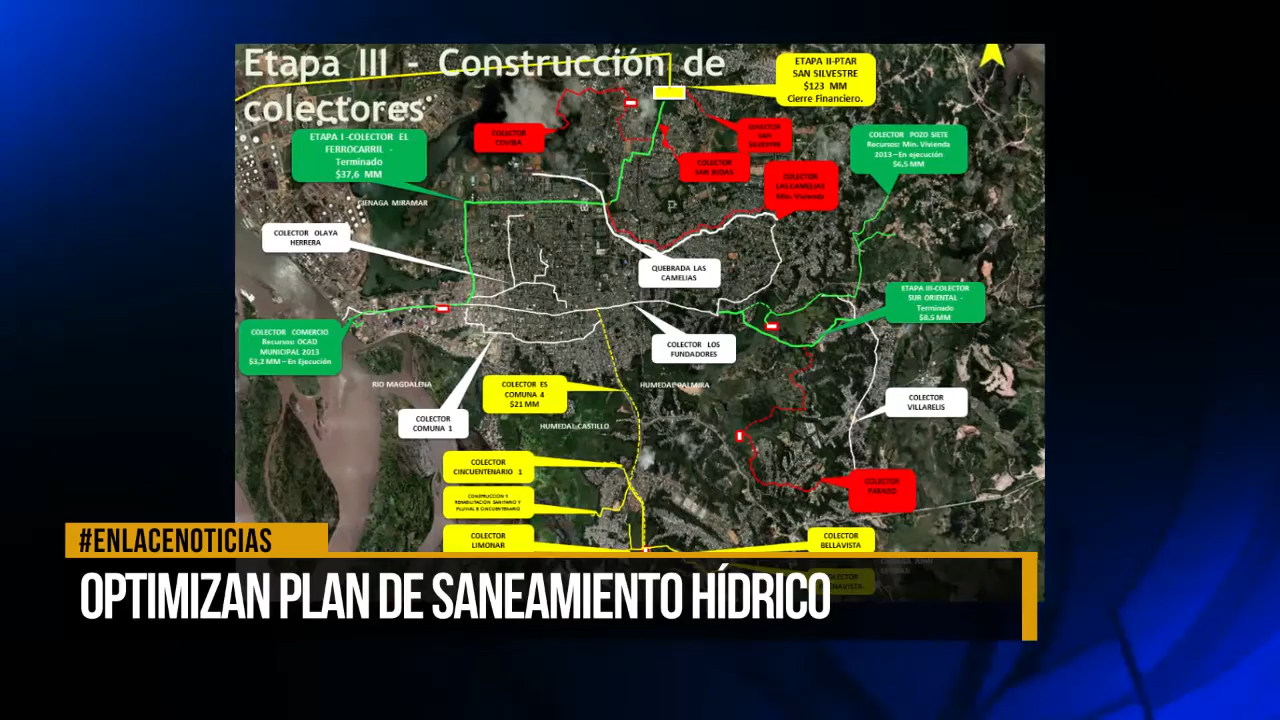 Etapa III - Construcción de
colectores
ETAPA II-PTAR
SAN SILVESTRE
$123 MM
Cierre Financiero.
ETAPA I -COLECTOR EL
FERROCARRIL -
Terminado
$37,6 MM
COLECTOR
COLECTOR
SAN
SILVESTRE
COLECTOR
SAN JUDAS
COLECTOR
LAS CAMELIAS
Min. Vivienda
COLECTOR POZO SIETE
Recursos: Min. Vivienda
2013 – En ejecución
$6,5 MM
CIENAGA MIRAMAR
COLECTOR OLAYA
HERRERA
QUEBRADA LAS
CAMELIAS
ETAPA III-COLECTOR
SUR ORIENTAL -
Terminado
$8,5 MM
COLECTOR COMERCIO
Recursos: OCAD
MUNICIPAL 2013
$3,2 MM – En Ejecución
COLECTOR LOS
FUNDADORES
RIO MAGDALENA
COLECTOR ES
COMUNA 4
$21 MM
HUMEDAL PALMIRA
COLECTOR
VILLARELIS
COLECTOR
COMUNA 1
HUMEDAL CASTILLO
COLECTOR
CINCUENTENARIO 1
COLECTOR
PARAISO
CONSTRUCCION Y
REHABILITACION SANITARIO Y
PLUVIAL B CINCUENTENARIO
COLECTOR
LIMONAR
COLECTOR
BELLAVISTA
#ENLACENOTICIAS
OPTIMIZAN PLAN DE SANEAMIENTO HÍDRICO